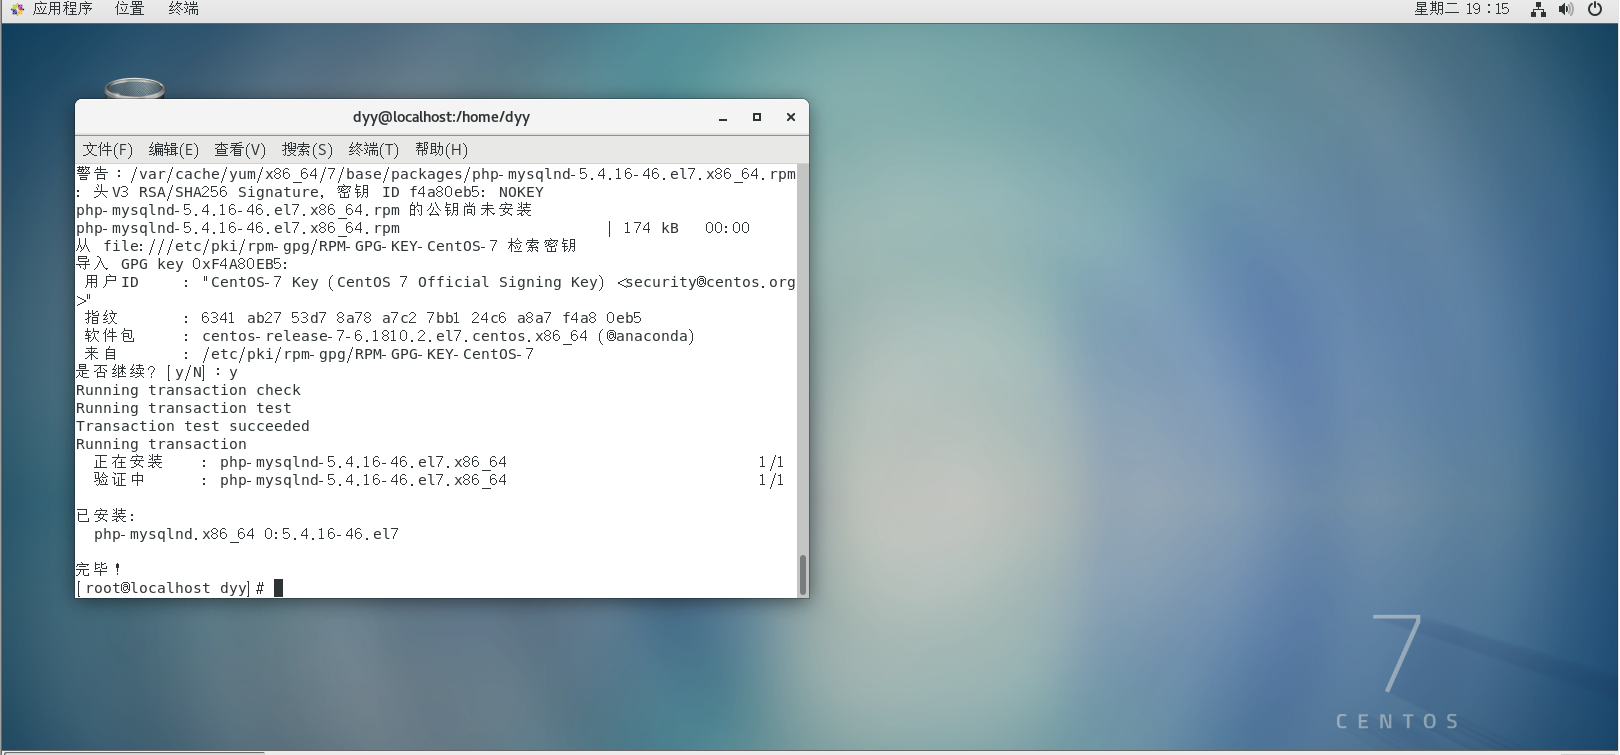 应用程序 位置 终端 星期二 19：15
dyy@localhost:/home/dyy
文件(F) 编辑(E) 查看(V) 搜索(S) 终端(T) 帮助(H)
警告：/var/cache/yum/x86_64/7/base/packages/php-mysqlnd-5.4.16-46.el7.x86_64.rpm
: 头V3 RSA/SHA256 Signature, 密钥 ID f4a80eb5: NOKEY
php-mysqlnd-5.4.16-46.el7.x86_64.rpm 的公钥尚未安装
php-mysqlnd-5.4.16-46.el7.x86_64.rpm | 174 kB 00:00
从 file:///etc/pki/rpm-gpg/RPM-GPG-KEY-CentOS-7 检索密钥
导入 GPG key 0xF4A80EB5:
用户ID : "CentOS-7 Key (CentOS 7 Official Signing Key) <security@centos.org
>"
指纹 : 6341 ab27 53d7 8a78 a7c2 7bb1 24c6 a8a7 f4a8 0eb5
软件包 : centos-release-7-6.1810.2.el7.centos.x86_64 (@anaconda)
来自 : /etc/pki/rpm-gpg/RPM-GPG-KEY-CentOS-7
是否继续？[y/N]：y
Running transaction check
Running transaction test
Transaction test succeeded
Running transaction
正在安装 : php-mysqlnd-5.4.16-46.el7.x86_64 1/1
验证中 : php-mysqlnd-5.4.16-46.el7.x86_64 1/1
已安装:
php-mysqlnd.x86_64 0:5.4.16-46.el7
完毕！
[root@localhost dyy]#
7
CENTOS